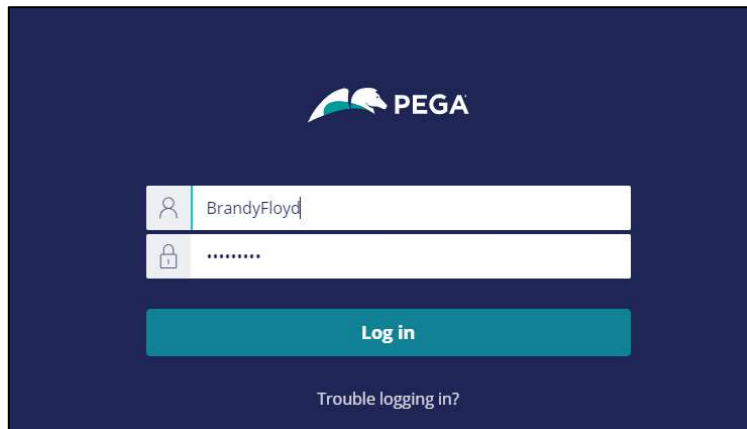 PEGA
BrandyFloyd
•••••••••
Log in
Trouble logging in?